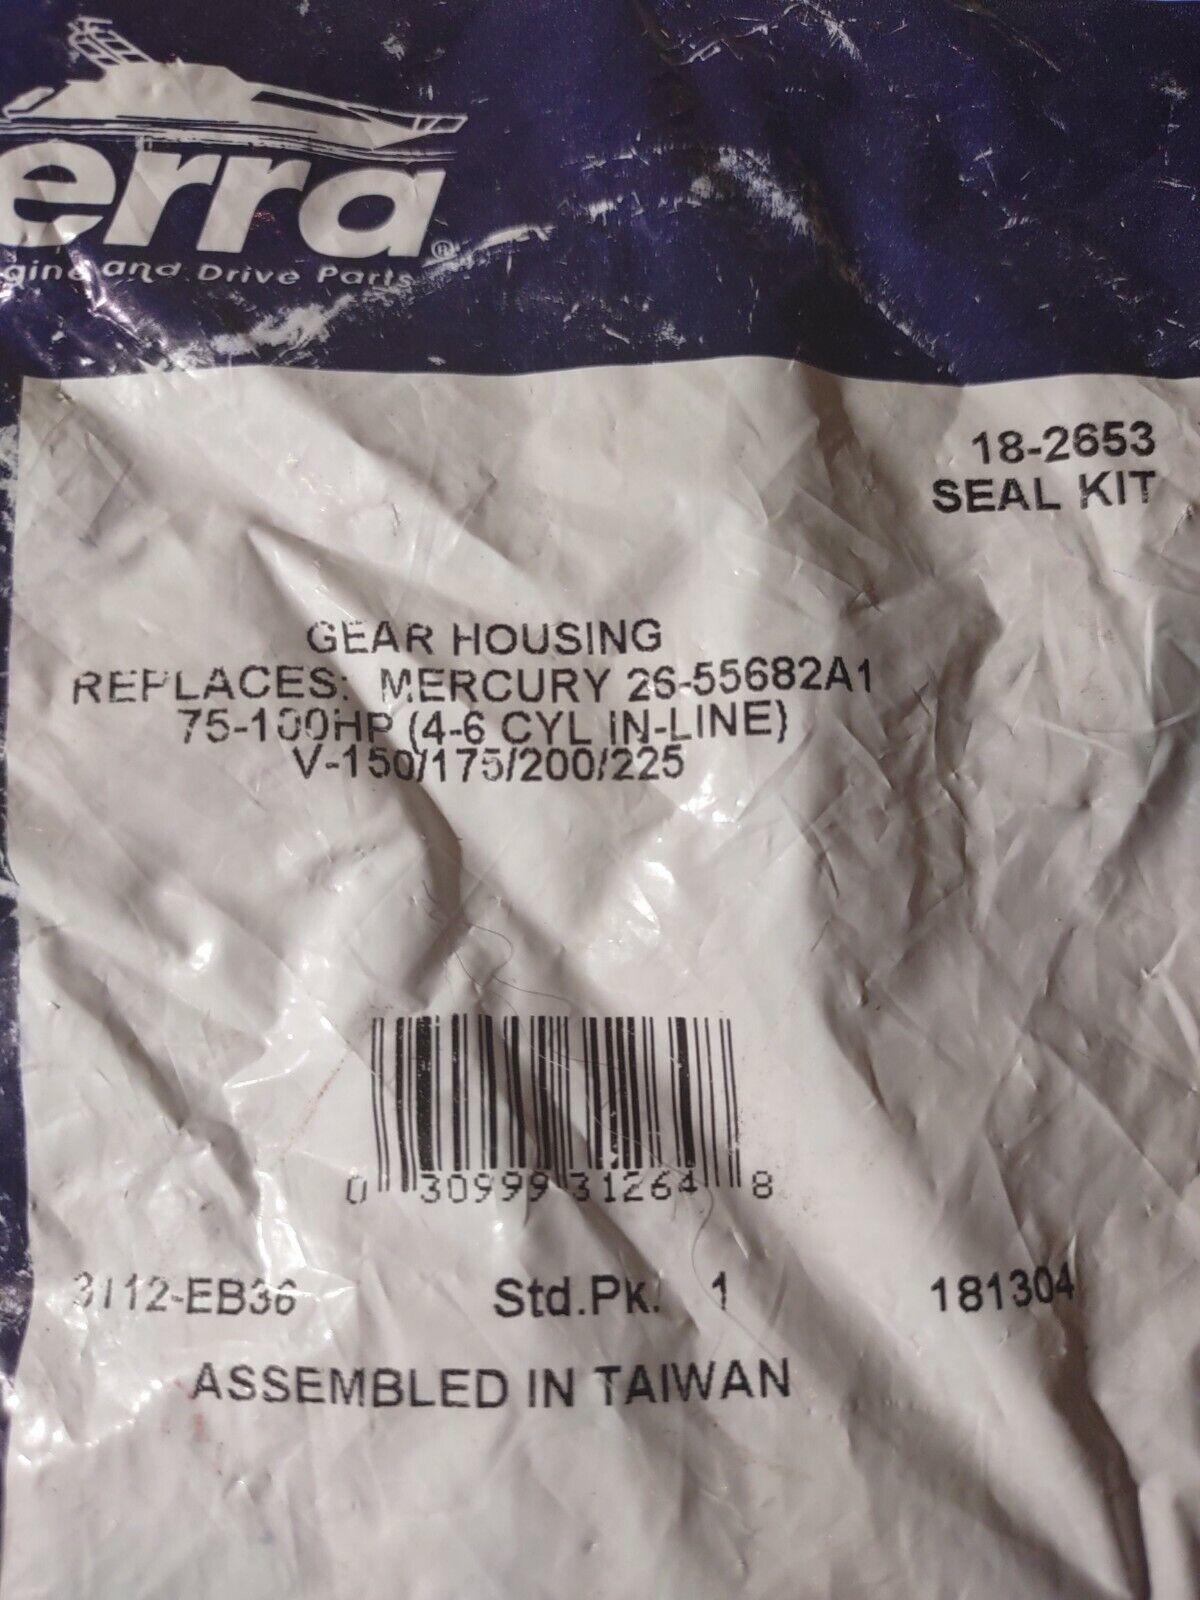 erra®
gine and Drive Parts
18-2653
SEAL KIT
GEAR HOUSING
REPLACES: MERCURY 26-55682A1
75-100HP (4-6 CYL IN-LINE)
V-150/175/200/225
0 30999 31264 8
3112-EB36 Std.Pk. 1 181304
ASSEMBLED IN TAIWAN